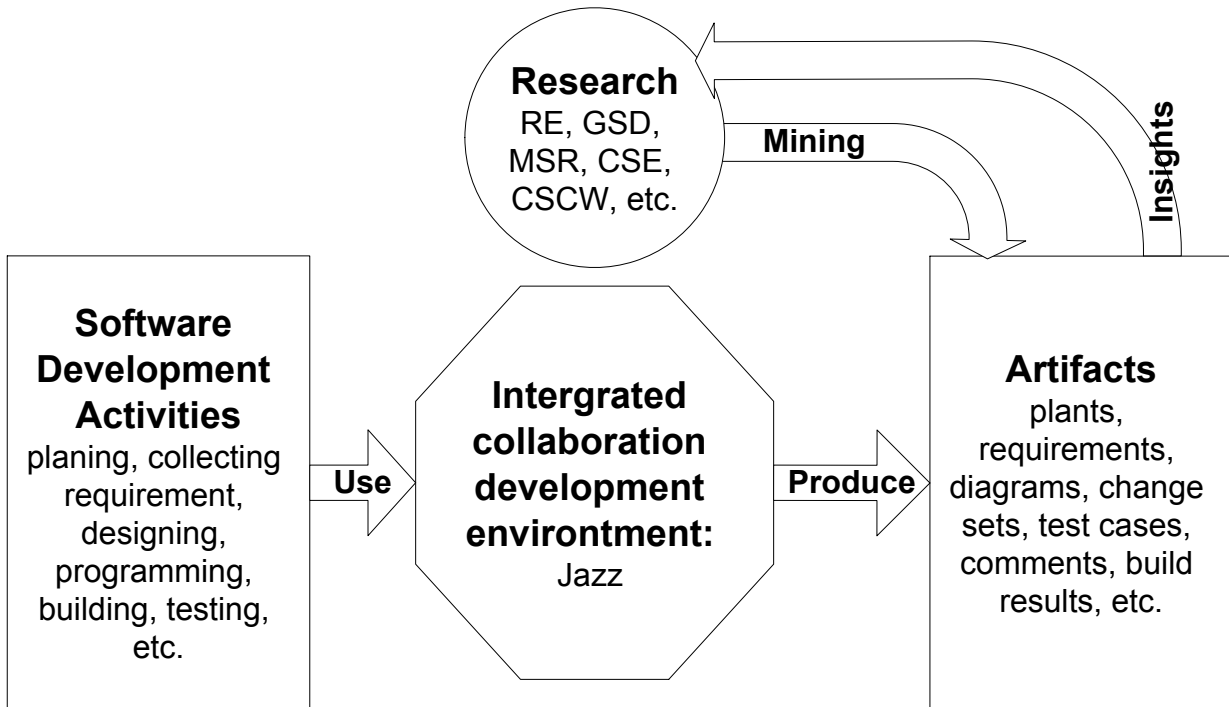 Research
RE, GSD,
MSR, CSE,
CSCW, etc.
Mining
Insights
Software
Development
Activities
planing, collecting
requirement,
designing,
programming,
building, testing,
etc.
Use
Intergrated
collaboration
development
environtment:
Jazz
Produce
Artifacts
plants,
requirements,
diagrams, change
sets, test cases,
comments, build
results, etc.